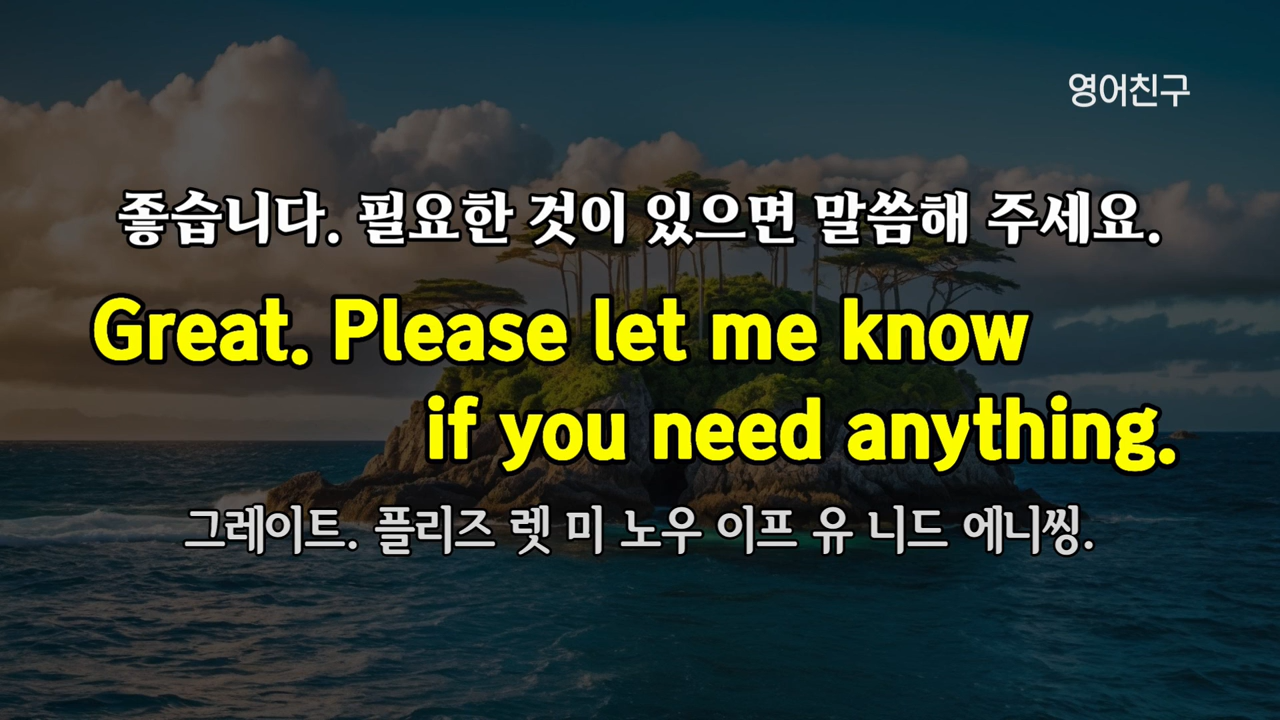 영어친구
좋습니다. 필요한 것이 있으면 말씀해 주세요.
Great. Please let me know
if you need anything.
그레이트. 플리즈 렛 미 노우 이프 유 니드 에니씽.